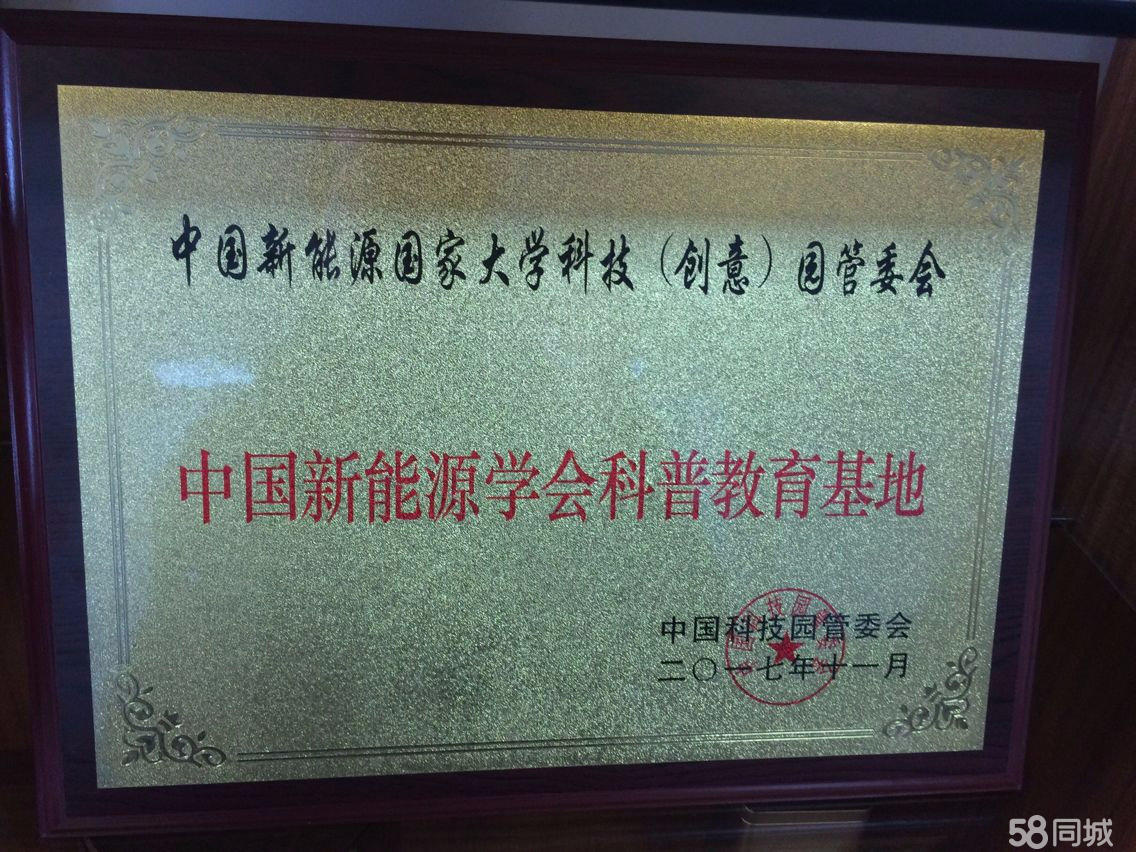 中国新能源国家大学科技（创意）园管委会
中国新能源学会科普教育基地
中国科技园管委会
二〇一七年十一月
58同城